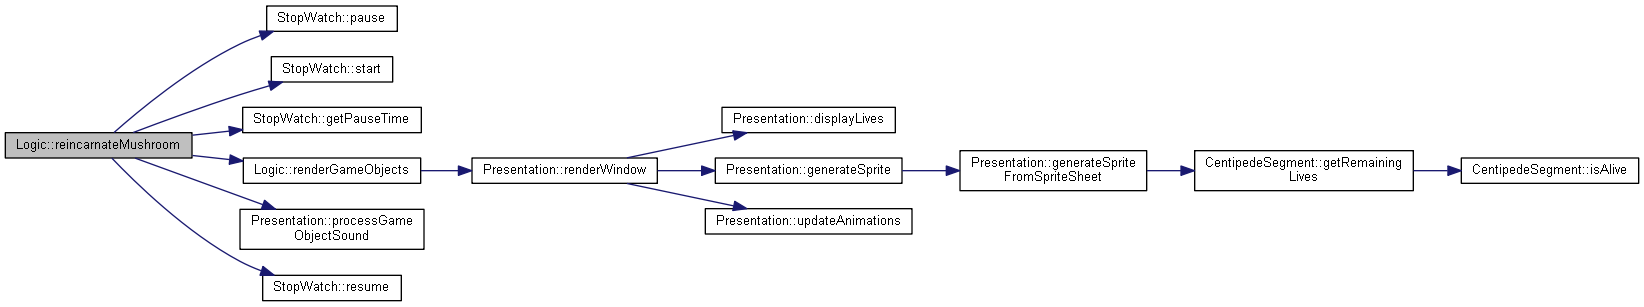 StopWatch::pause
StopWatch::start
StopWatch::getPauseTime
Logic::reincarnateMushroom
Logic::renderGameObjects
Presentation::processGame
ObjectSound
StopWatch::resume
Presentation::renderWindow
Presentation::displayLives
Presentation::generateSprite
Presentation::updateAnimations
Presentation::generateSprite
FromSpriteSheet
CentipedeSegment::getRemaining
Lives
CentipedeSegment::isAlive